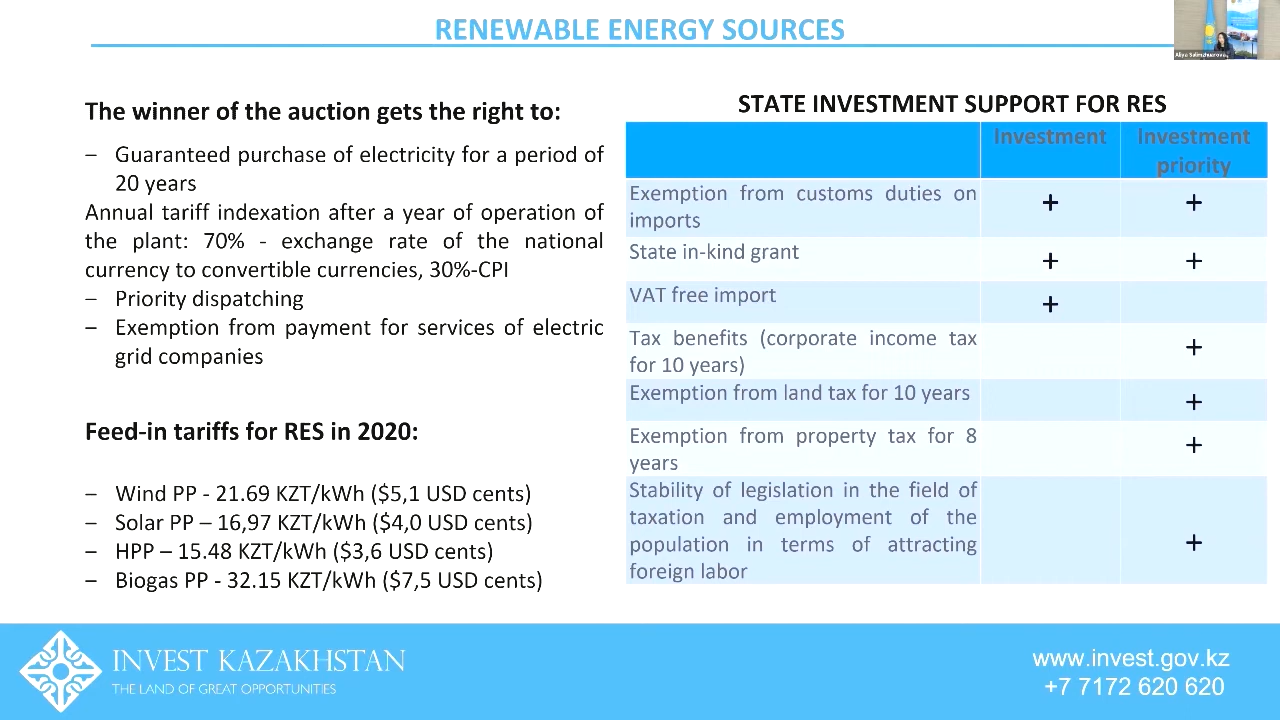 RENEWABLE ENERGY SOURCES
Aliya Salimzhuarova
The winner of the auction gets the right to:
– Guaranteed purchase of electricity for a period of
20 years
Annual tariff indexation after a year of operation of
the plant: 70% - exchange rate of the national
currency to convertible currencies, 30%-CPI
– Priority dispatching
– Exemption from payment for services of electric
grid companies
Feed-in tariffs for RES in 2020:
– Wind PP - 21.69 KZT/kWh ($5,1 USD cents)
– Solar PP – 16,97 KZT/kWh ($4,0 USD cents)
– HPP – 15.48 KZT/kWh ($3,6 USD cents)
– Biogas PP - 32.15 KZT/kWh ($7,5 USD cents)
STATE INVESTMENT SUPPORT FOR RES
Investment
Investment
priority
Exemption from customs duties on
imports
+ +
State in-kind grant
+ +
VAT free import
+
Tax benefits (corporate income tax
for 10 years)
+
Exemption from land tax for 10 years
+
Exemption from property tax for 8
years
+
Stability of legislation in the field of
taxation and employment of the
population in terms of attracting
foreign labor
+
INVEST KAZAKHSTAN
THE LAND OF GREAT OPPORTUNITIES
www.invest.gov.kz
+7 7172 620 620